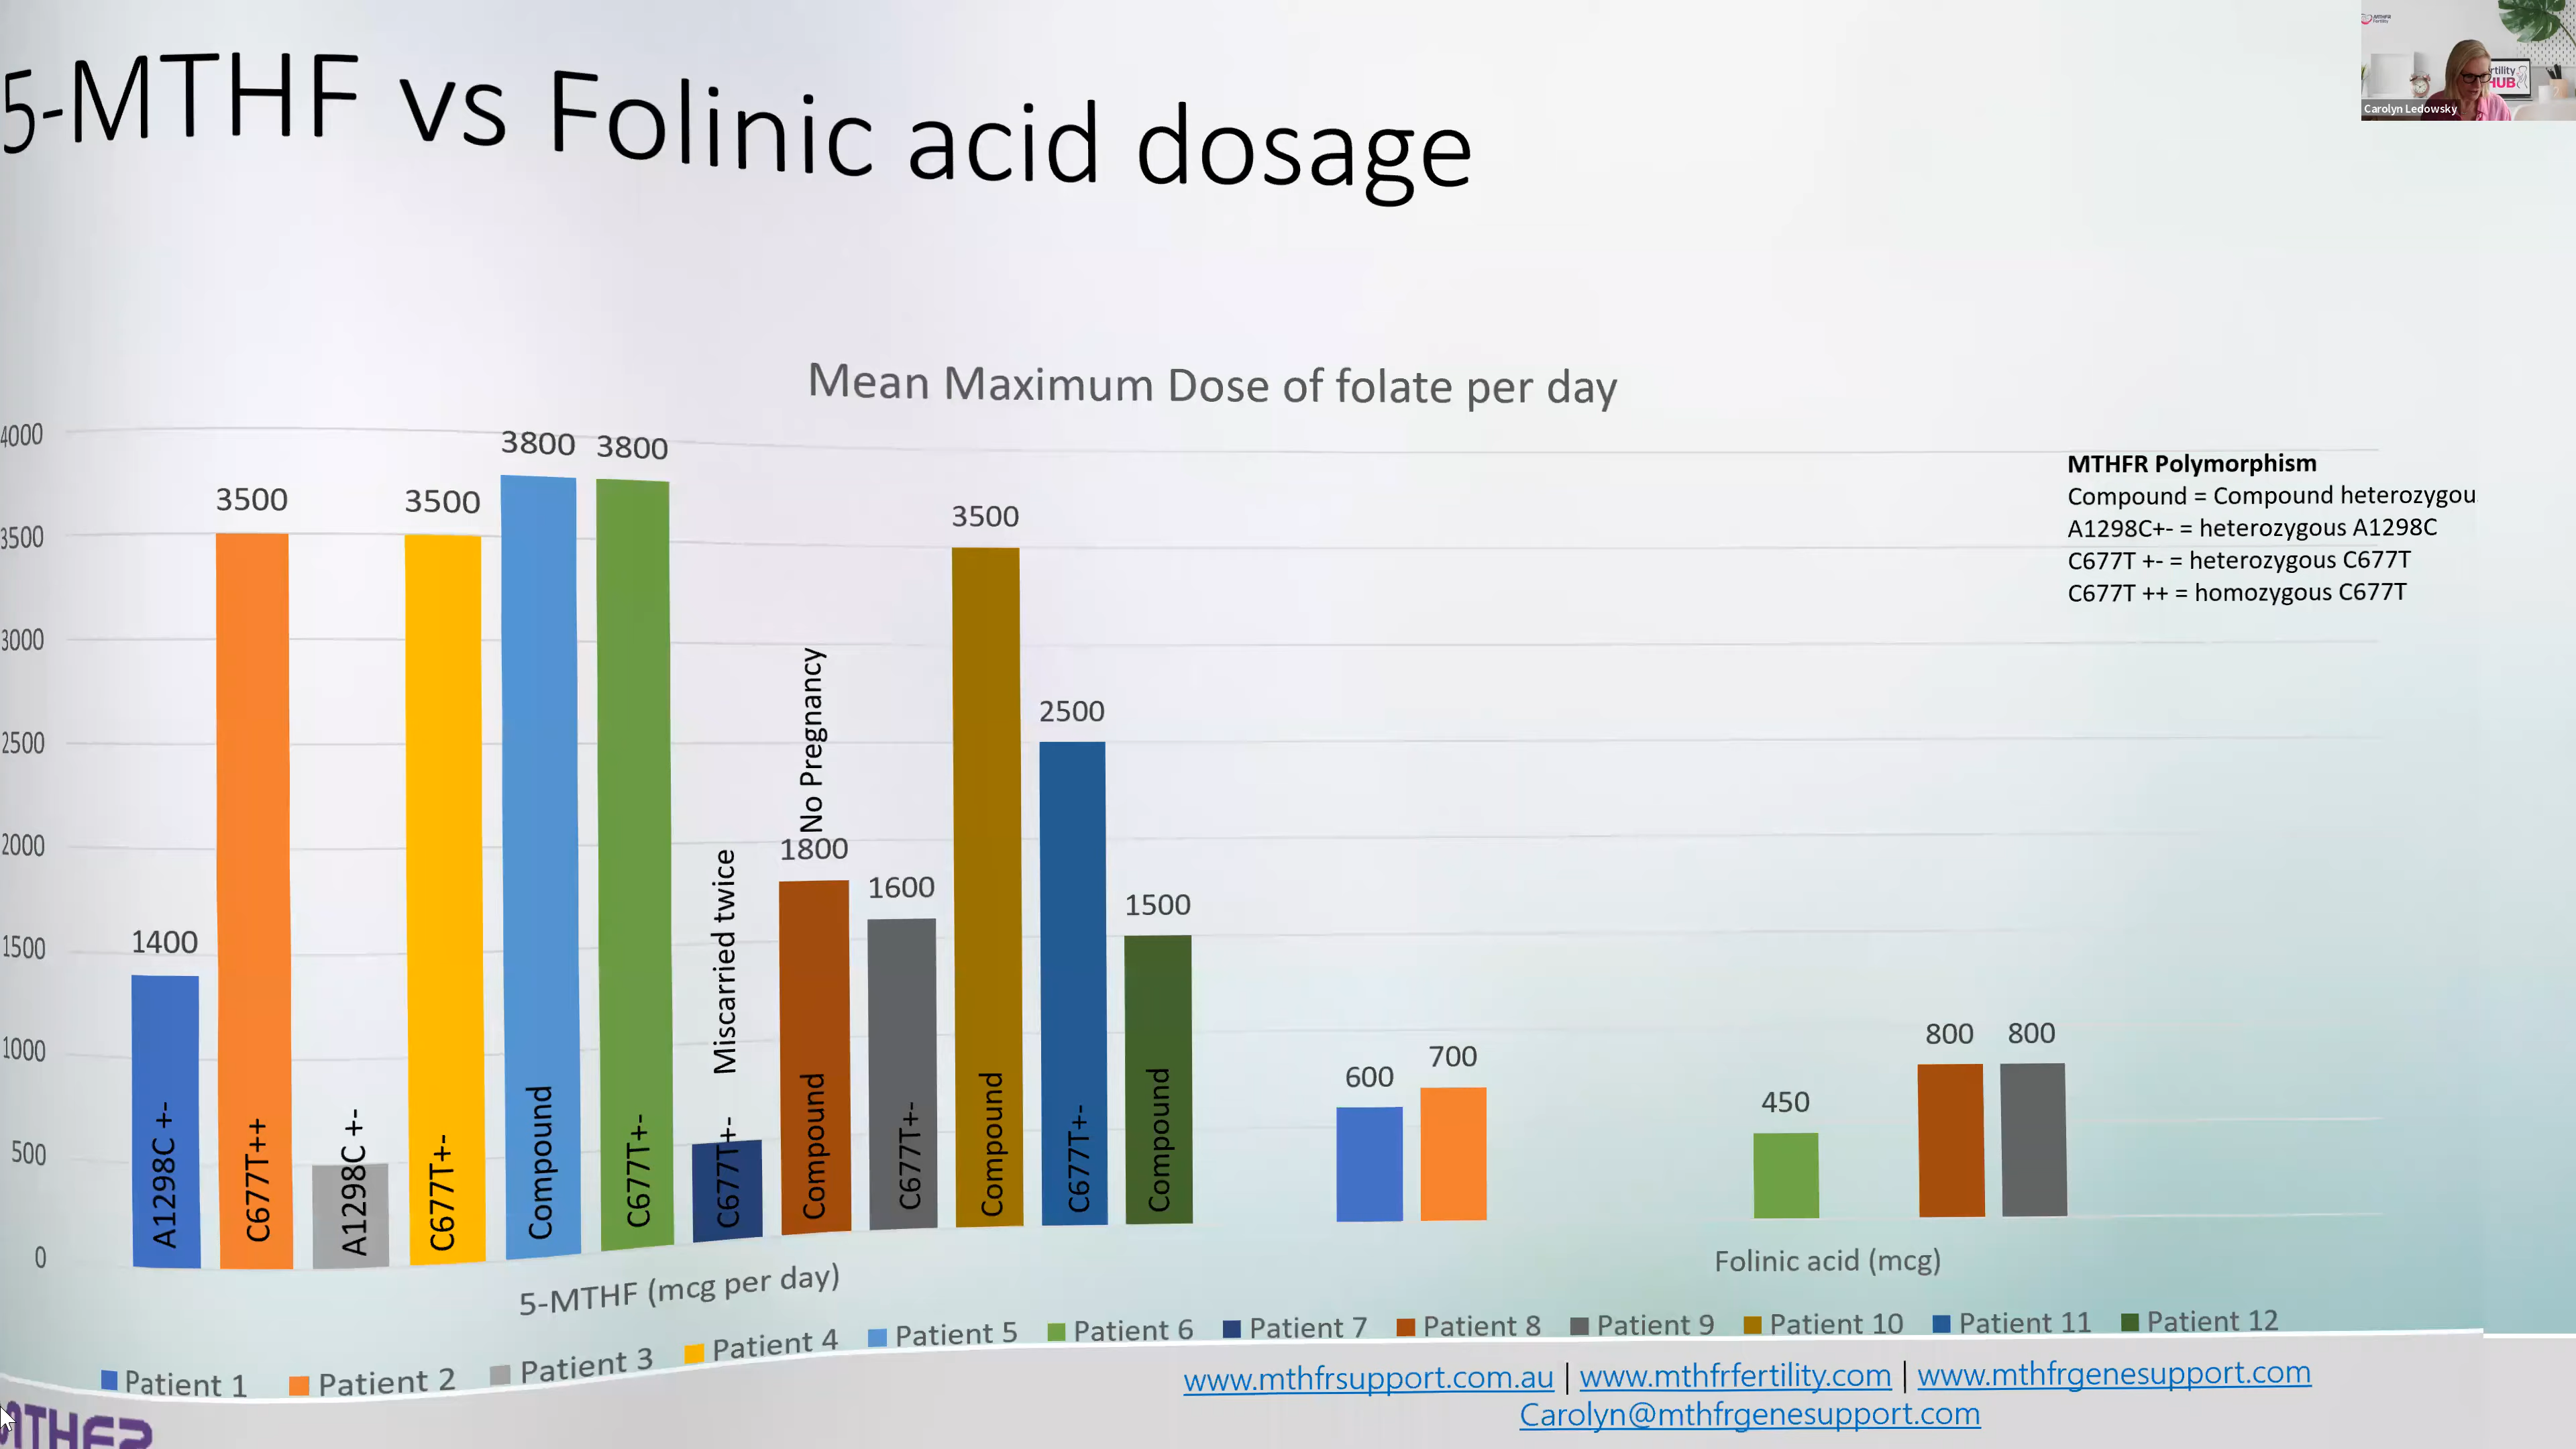 5-MTHF vs Folinic acid dosage
Carolyn Ledowsky
Mean Maximum Dose of folate per day
4000
3500
3000
2500
2000
1500
1000
500
0
1400
3500
3500
3800
3800
1800
1600
3500
2500
1500
600
700
450
800
800
A1298C +-
C677T++
A1298C +-
C677T+-
Compound
C677T+-
C677T+-
Miscarried twice
Compound
No Pregnancy
C677T+-
Compound
C677T+-
Compound
MTHFR Polymorphism
Compound = Compound heterozygou
A1298C+- = heterozygous A1298C
C677T +- = heterozygous C677T
C677T ++ = homozygous C677T
5-MTHF (mcg per day)
Folinic acid (mcg)
Patient 1 Patient 2 Patient 3 Patient 4 Patient 5 Patient 6 Patient 7 Patient 8 Patient 9 Patient 10 Patient 11 Patient 12
www.mthfrsupport.com.au | www.mthfrfertility.com | www.mthfrgenesupport.com
Carolyn@mthfrgenesupport.com